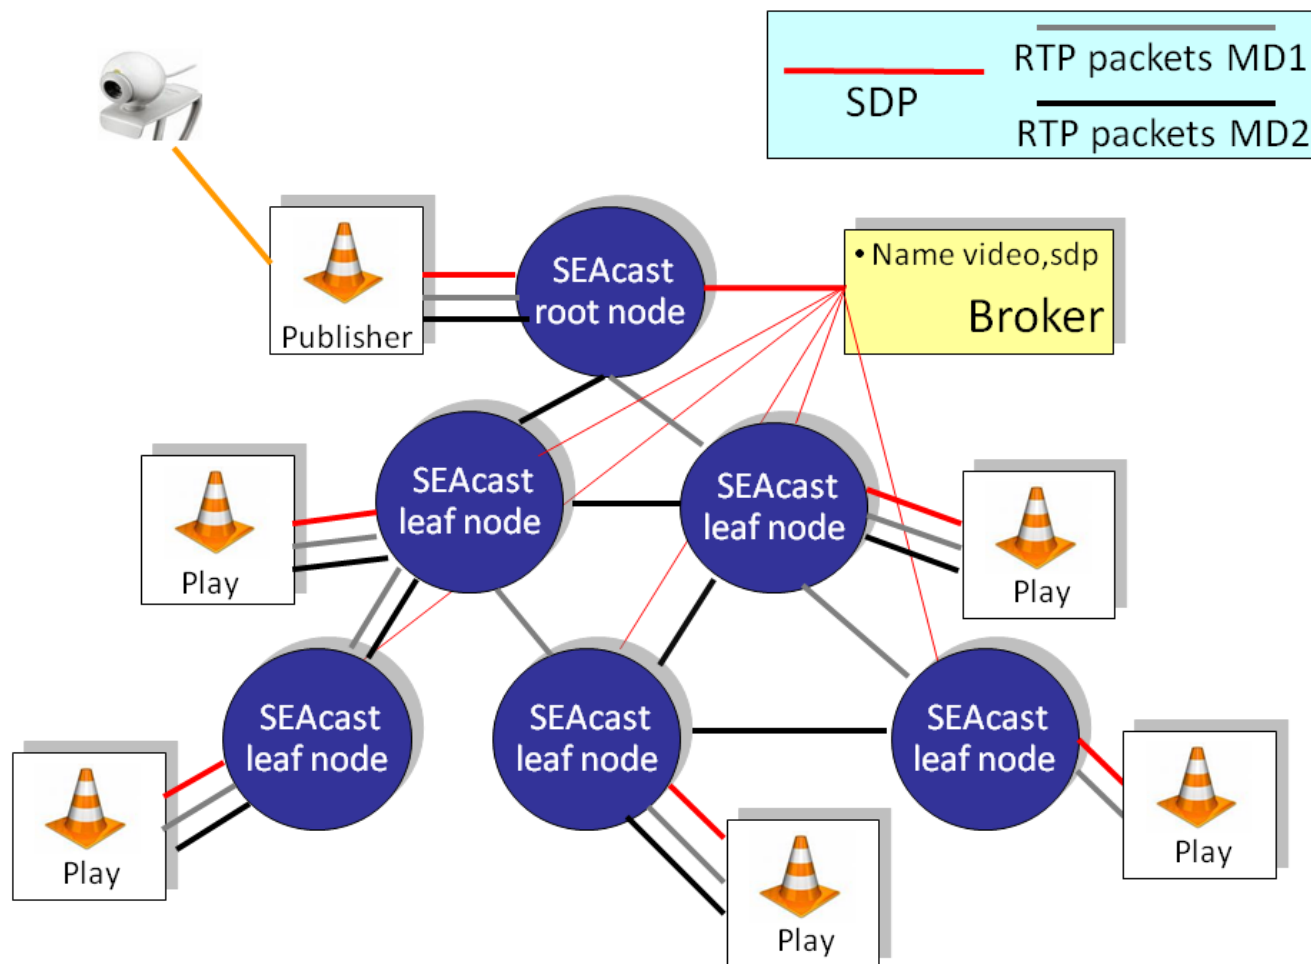 RTP packets MD1
SDP
RTP packets MD2
SEAcast
root node
• Name video,sdp
Broker
Publisher
SEAcast
leaf node
SEAcast
leaf node
Play
Play
SEAcast
leaf node
SEAcast
leaf node
SEAcast
leaf node
Play
Play
Play